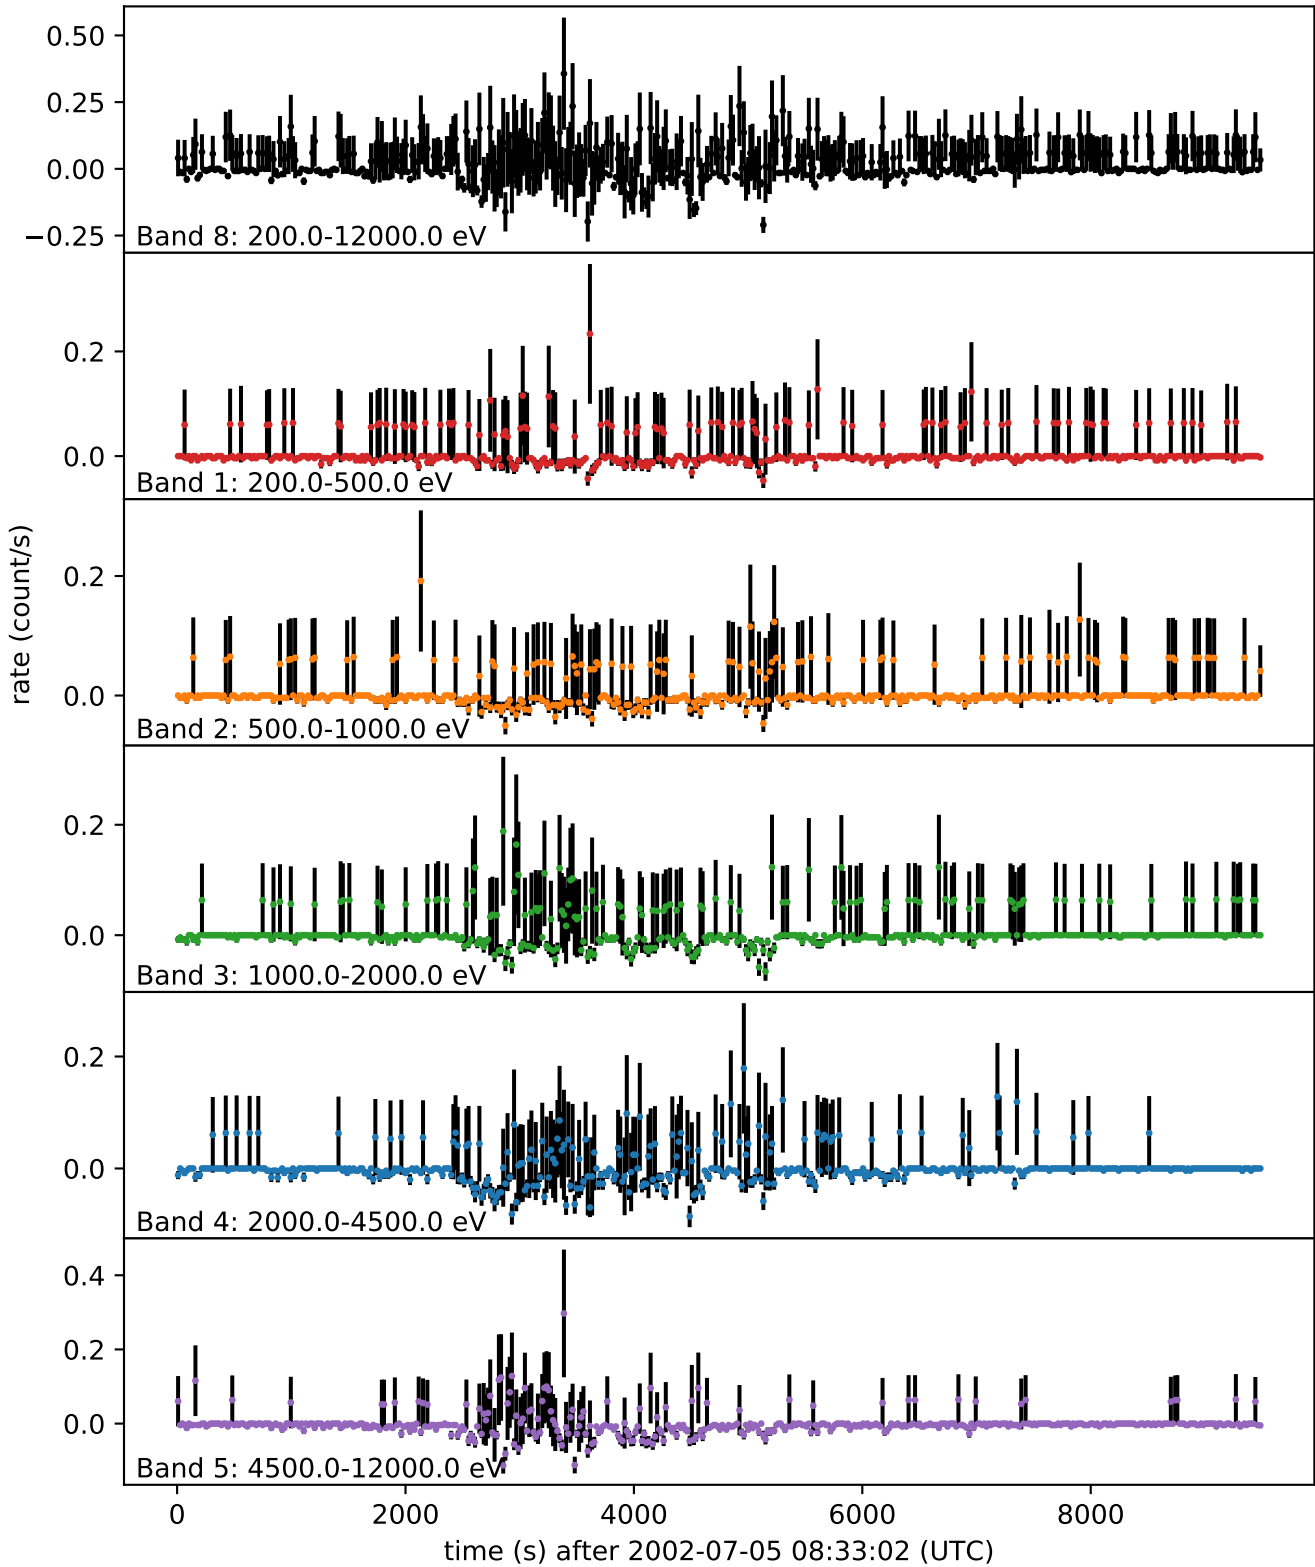 0.50
0.25
0.00
−0.25
Band 8: 200.0-12000.0 eV
0.2
0.0
Band 1: 200.0-500.0 eV
rate (count/s)
0.2
0.0
Band 2: 500.0-1000.0 eV
0.2
0.0
Band 3: 1000.0-2000.0 eV
0.2
0.0
Band 4: 2000.0-4500.0 eV
0.4
0.2
0.0
Band 5: 4500.0-12000.0 eV
0 2000 4000 6000 8000
time (s) after 2002-07-05 08:33:02 (UTC)